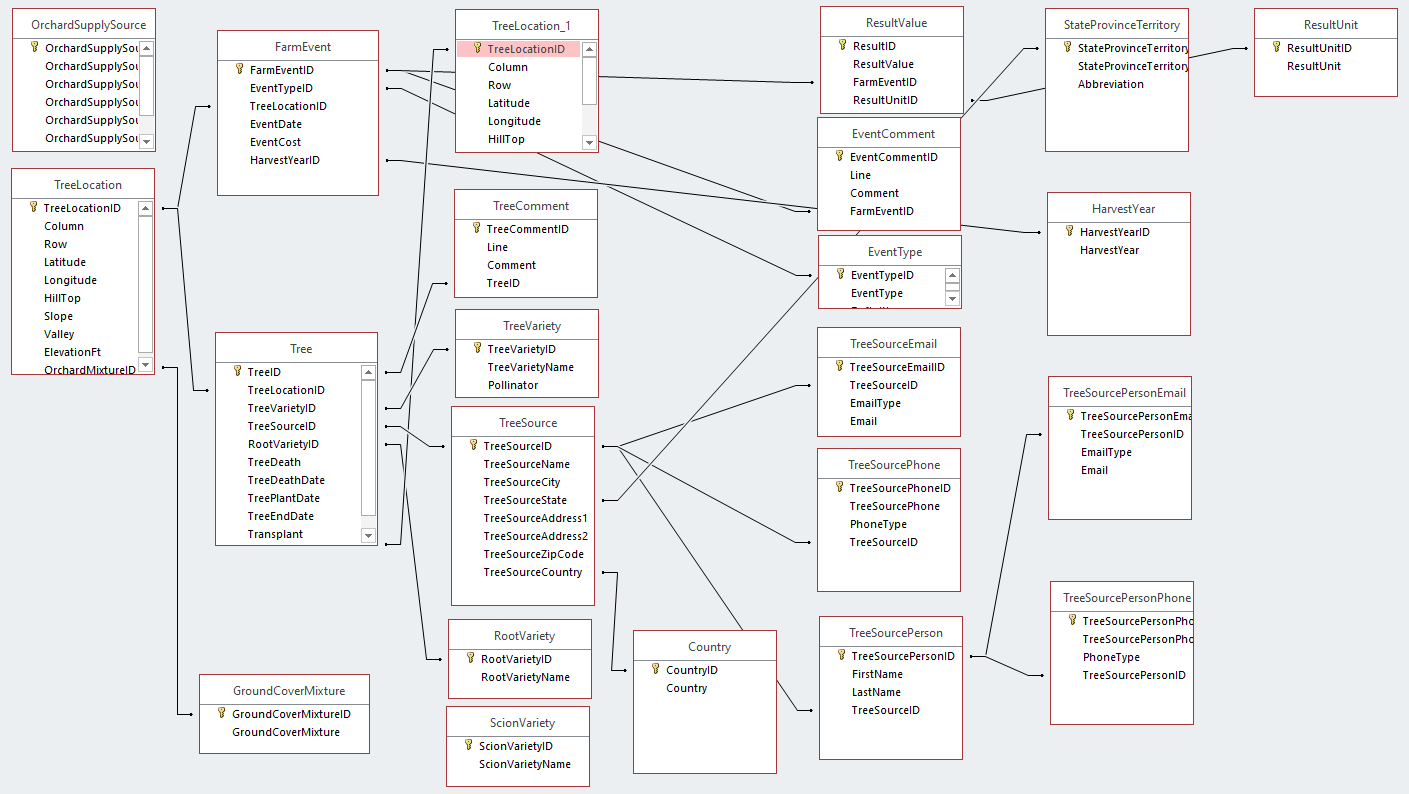 OrchardSupplySource
OrchardSupplySou
OrchardSupplySou
OrchardSupplySou
OrchardSupplySou
OrchardSupplySou
OrchardSupplySou
TreeLocation
TreeLocationID
Column
Row
Latitude
Longitude
HillTop
Slope
Valley
ElevationFt
OrchardMixtureID
FarmEvent
FarmEventID
EventTypeID
TreeLocationID
EventDate
EventCost
HarvestYearID
Tree
TreeID
TreeLocationID
TreeVarietyID
TreeSourceID
RootVarietyID
TreeDeath
TreeDeathDate
TreePlantDate
TreeEndDate
Transplant
GroundCoverMixture
GroundCoverMixtureID
GroundCoverMixture
TreeLocation_1
TreeLocationID
Column
Row
Latitude
Longitude
HillTop
TreeComment
TreeCommentID
Line
Comment
TreeID
TreeVariety
TreeVarietyID
TreeVarietyName
Pollinator
TreeSource
TreeSourceID
TreeSourceName
TreeSourceCity
TreeSourceState
TreeSourceAddress1
TreeSourceAddress2
TreeSourceZipCode
TreeSourceCountry
RootVariety
RootVarietyID
RootVarietyName
ScionVariety
ScionVarietyID
ScionVarietyName
Country
CountryID
Country
ResultValue
ResultID
ResultValue
FarmEventID
ResultUnitID
EventComment
EventCommentID
Line
Comment
FarmEventID
EventType
EventTypeID
EventType
TreeSourceEmail
TreeSourceEmailID
TreeSourceID
EmailType
Email
TreeSourcePhone
TreeSourcePhoneID
TreeSourcePhone
PhoneType
TreeSourceID
TreeSourcePerson
TreeSourcePersonID
FirstName
LastName
TreeSourceID
StateProvinceTerritory
StateProvinceTerritory
StateProvinceTerritory
Abbreviation
HarvestYear
HarvestYearID
HarvestYear
TreeSourcePersonEmail
TreeSourcePersonEma
TreeSourcePersonID
EmailType
Email
TreeSourcePersonPhone
TreeSourcePersonPho
TreeSourcePersonPho
PhoneType
TreeSourcePersonID
ResultUnit
ResultUnitID
ResultUnit